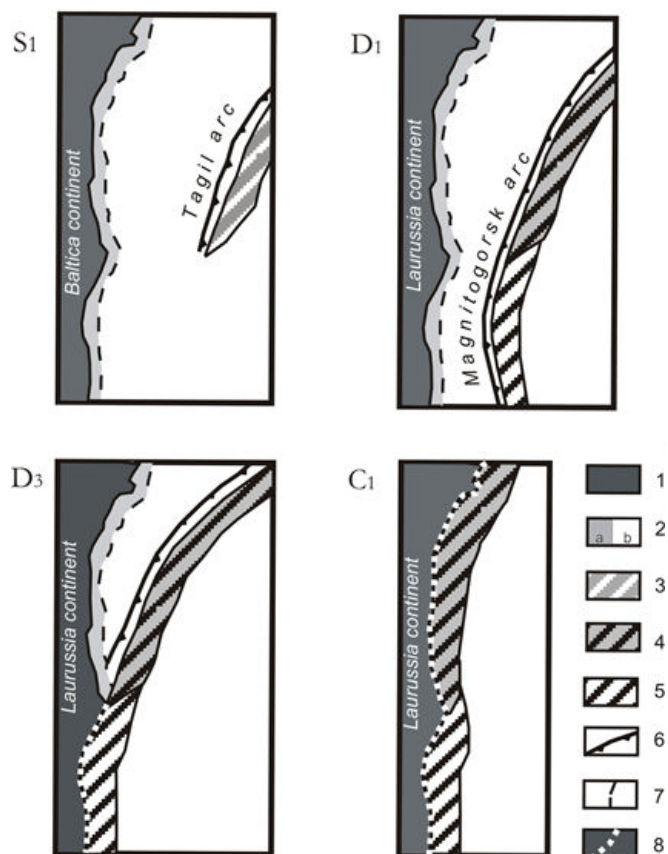 S1
Baltica continent
Tagil arc
D1
Laurussia continent
Magnitogorsk arc
D3
Laurussia continent
C1
Laurussia continent
1
a b 2
3
4
5
6
7
8